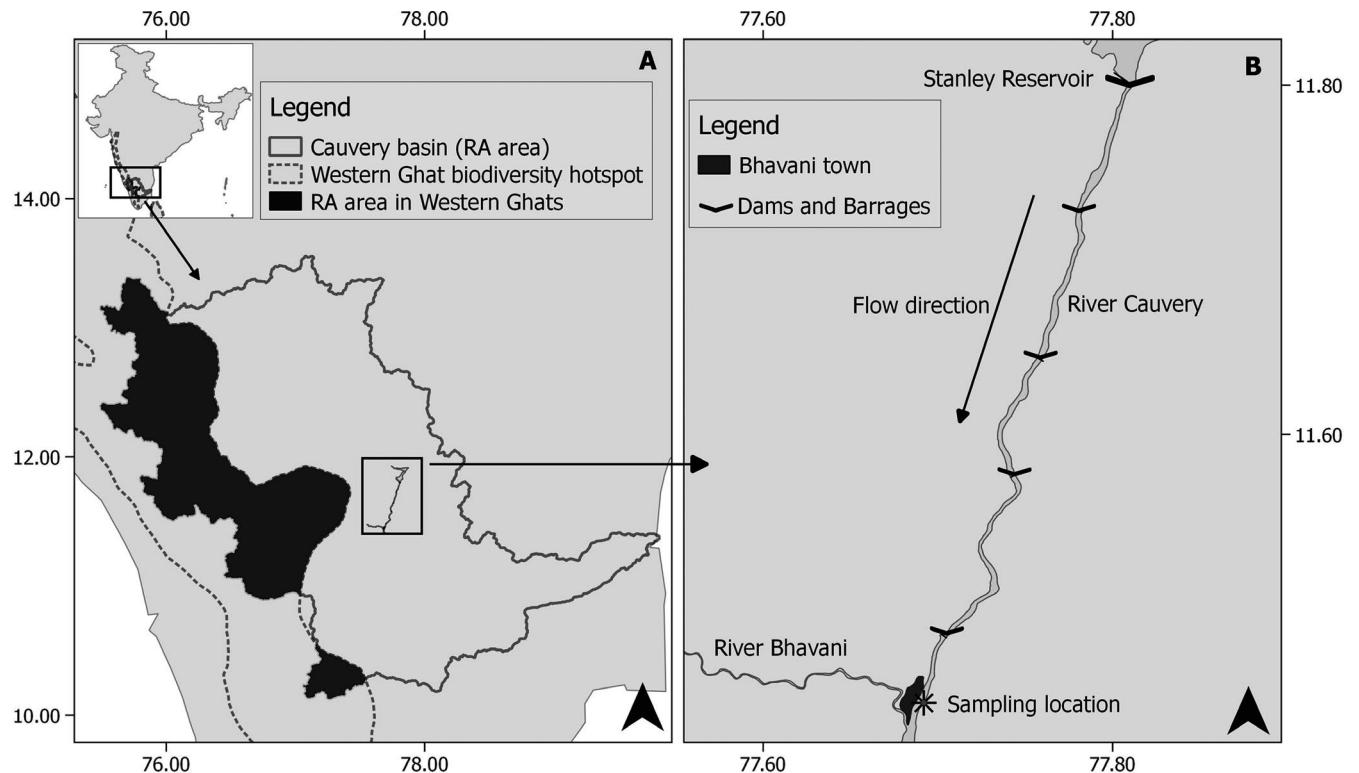 76.00
78.00
77.60
77.80
A
Legend
Cauvery basin (RA area)
Western Ghat biodiversity hotspot
RA area in Western Ghats
14.00
12.00
10.00
76.00
78.00
B
Stanley Reservoir
11.80
Legend
Bhavani town
Dams and Barrages
Flow direction
River Cauvery
11.60
River Bhavani
Sampling location
77.60
77.80